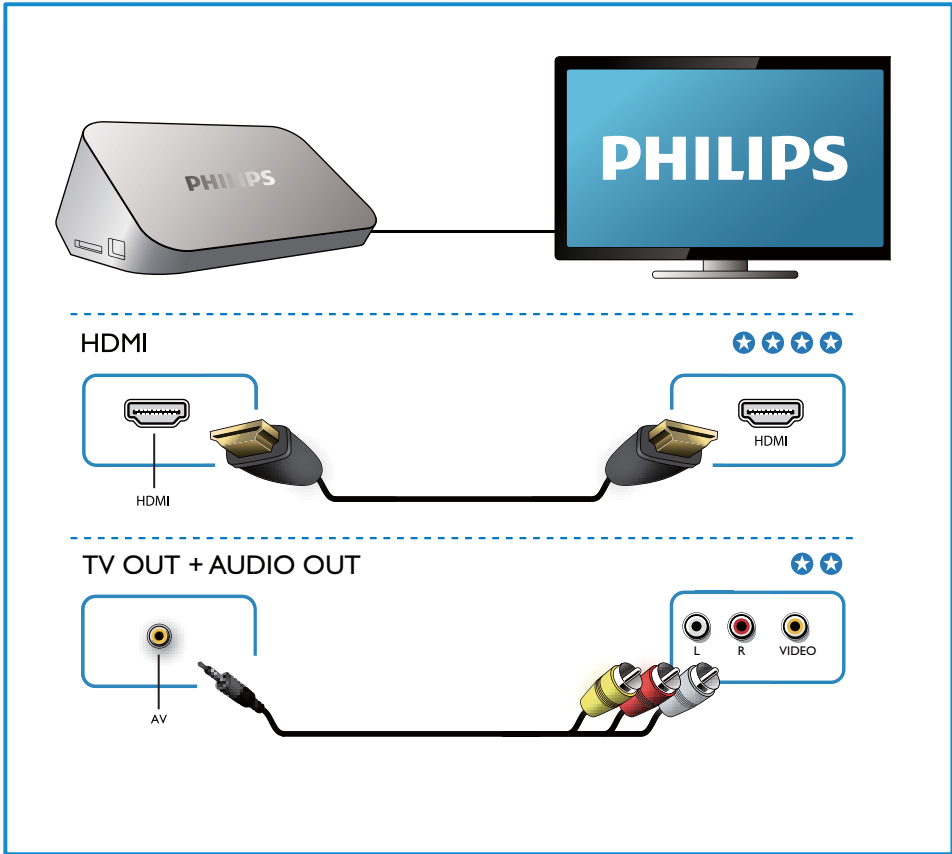 PHILIPS
PHILIPS
HDMI
HDMI
HDMI
TV OUT + AUDIO OUT
L R VIDEO
AV